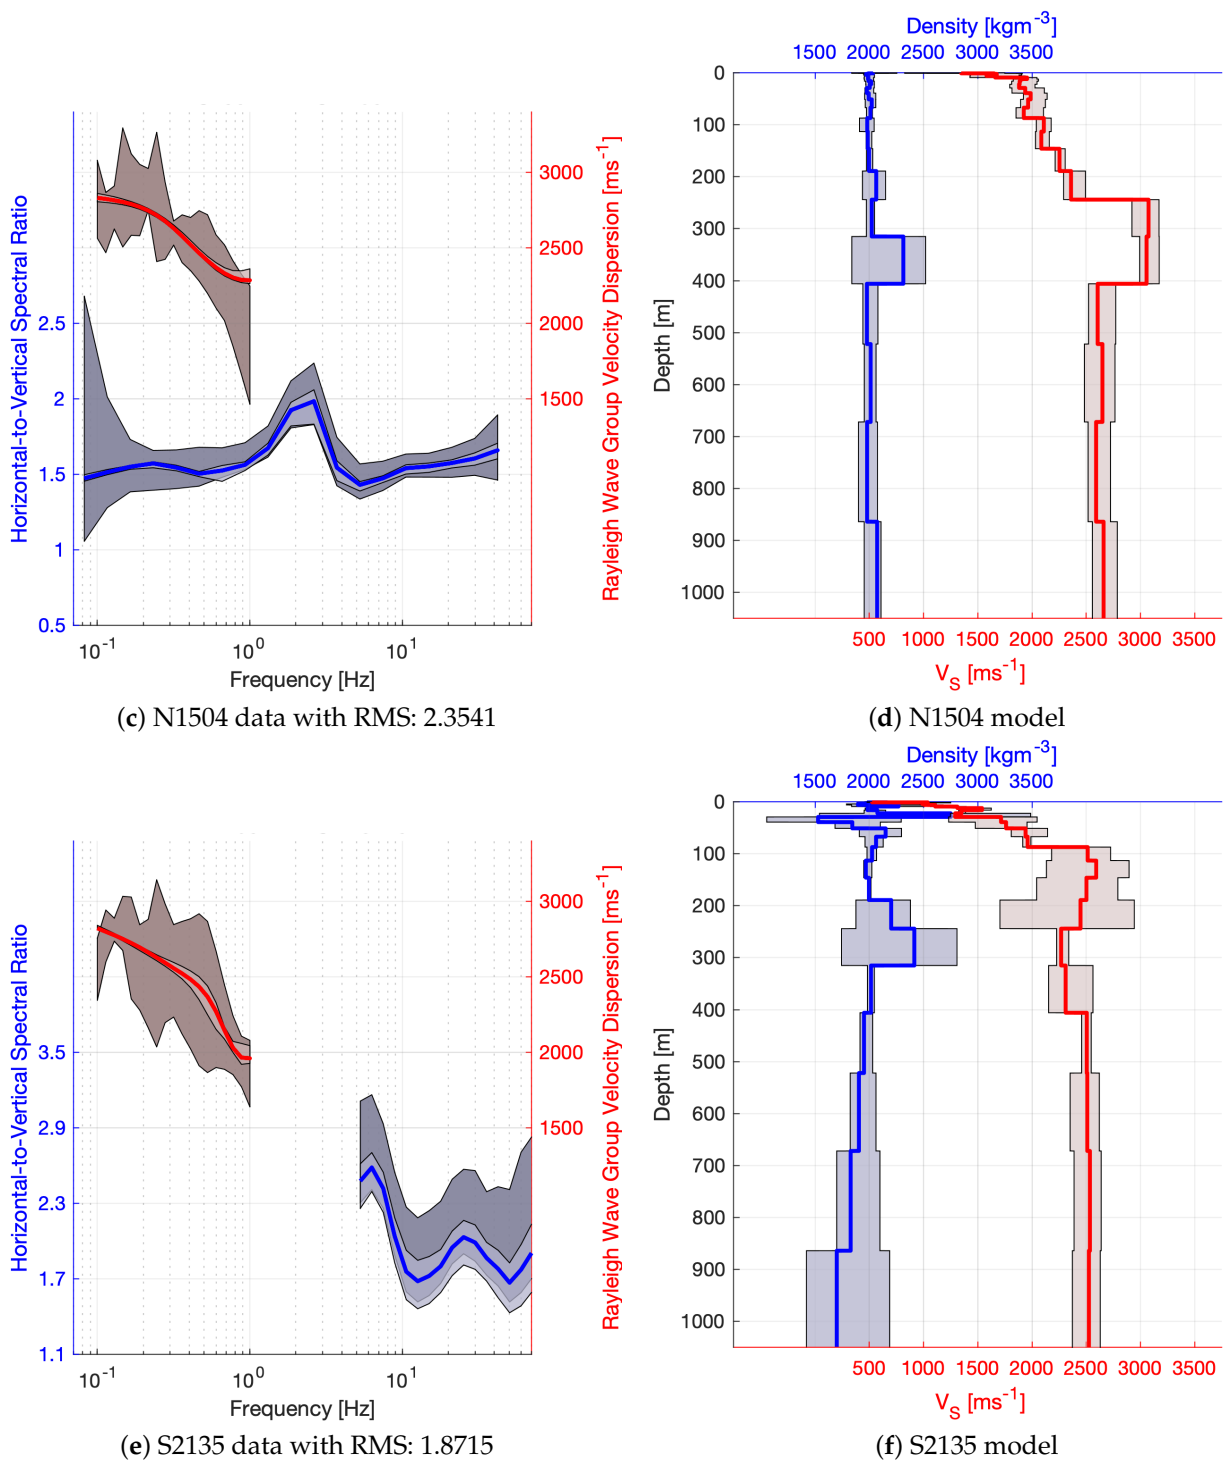 Density [kgm-3]
1500 2000 2500 3000 3500
0
100
200
300
400
500
600
700
800
900
1000
Depth [m]
500 1000 1500 2000 2500 3000 3500
VS [ms-1]
Horizontal-to-Vertical Spectral Ratio
2.5
2
1.5
1
0.5
Rayleigh Wave Group Velocity Dispersion [ms-1]
3000
2500
2000
1500
10-1 100 101
Frequency [Hz]
(c) N1504 data with RMS: 2.3541
(d) N1504 model
Density [kgm-3]
1500 2000 2500 3000 3500
0
100
200
300
400
500
600
700
800
900
1000
Depth [m]
500 1000 1500 2000 2500 3000 3500
VS [ms-1]
Horizontal-to-Vertical Spectral Ratio
3.5
2.9
2.3
1.7
1.1
Rayleigh Wave Group Velocity Dispersion [ms-1]
3000
2500
2000
1500
10-1 100 101
Frequency [Hz]
(e) S2135 data with RMS: 1.8715
(f) S2135 model